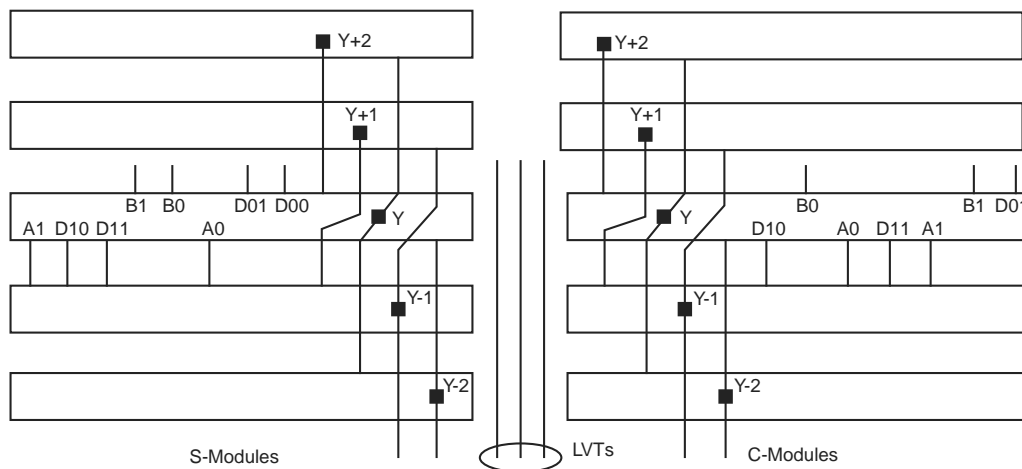 Y+2 Y+2
Y+1 Y+1
B1 B0 D01 D00 Y
Y B0 B1 D01
A1 D10 D11 A0
D10 A0 D11 A1
Y-1 Y-1
Y-2 Y-2
S-Modules LVTs C-Modules